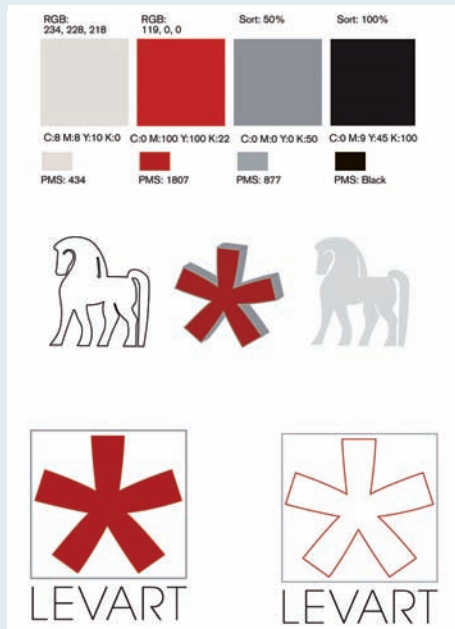 RGB:
234, 228, 218
RGB:
119, 0, 0
Sort: 50%
Sort: 100%
C:8 M:8 Y:10 K:0
C:0 M:100 Y:100 K:22
C:0 M:0 Y:0 K:50
C:0 M:9 Y:45 K:100
PMS: 434
PMS: 1807
PMS: 877
PMS: Black
LEVART
LEVART